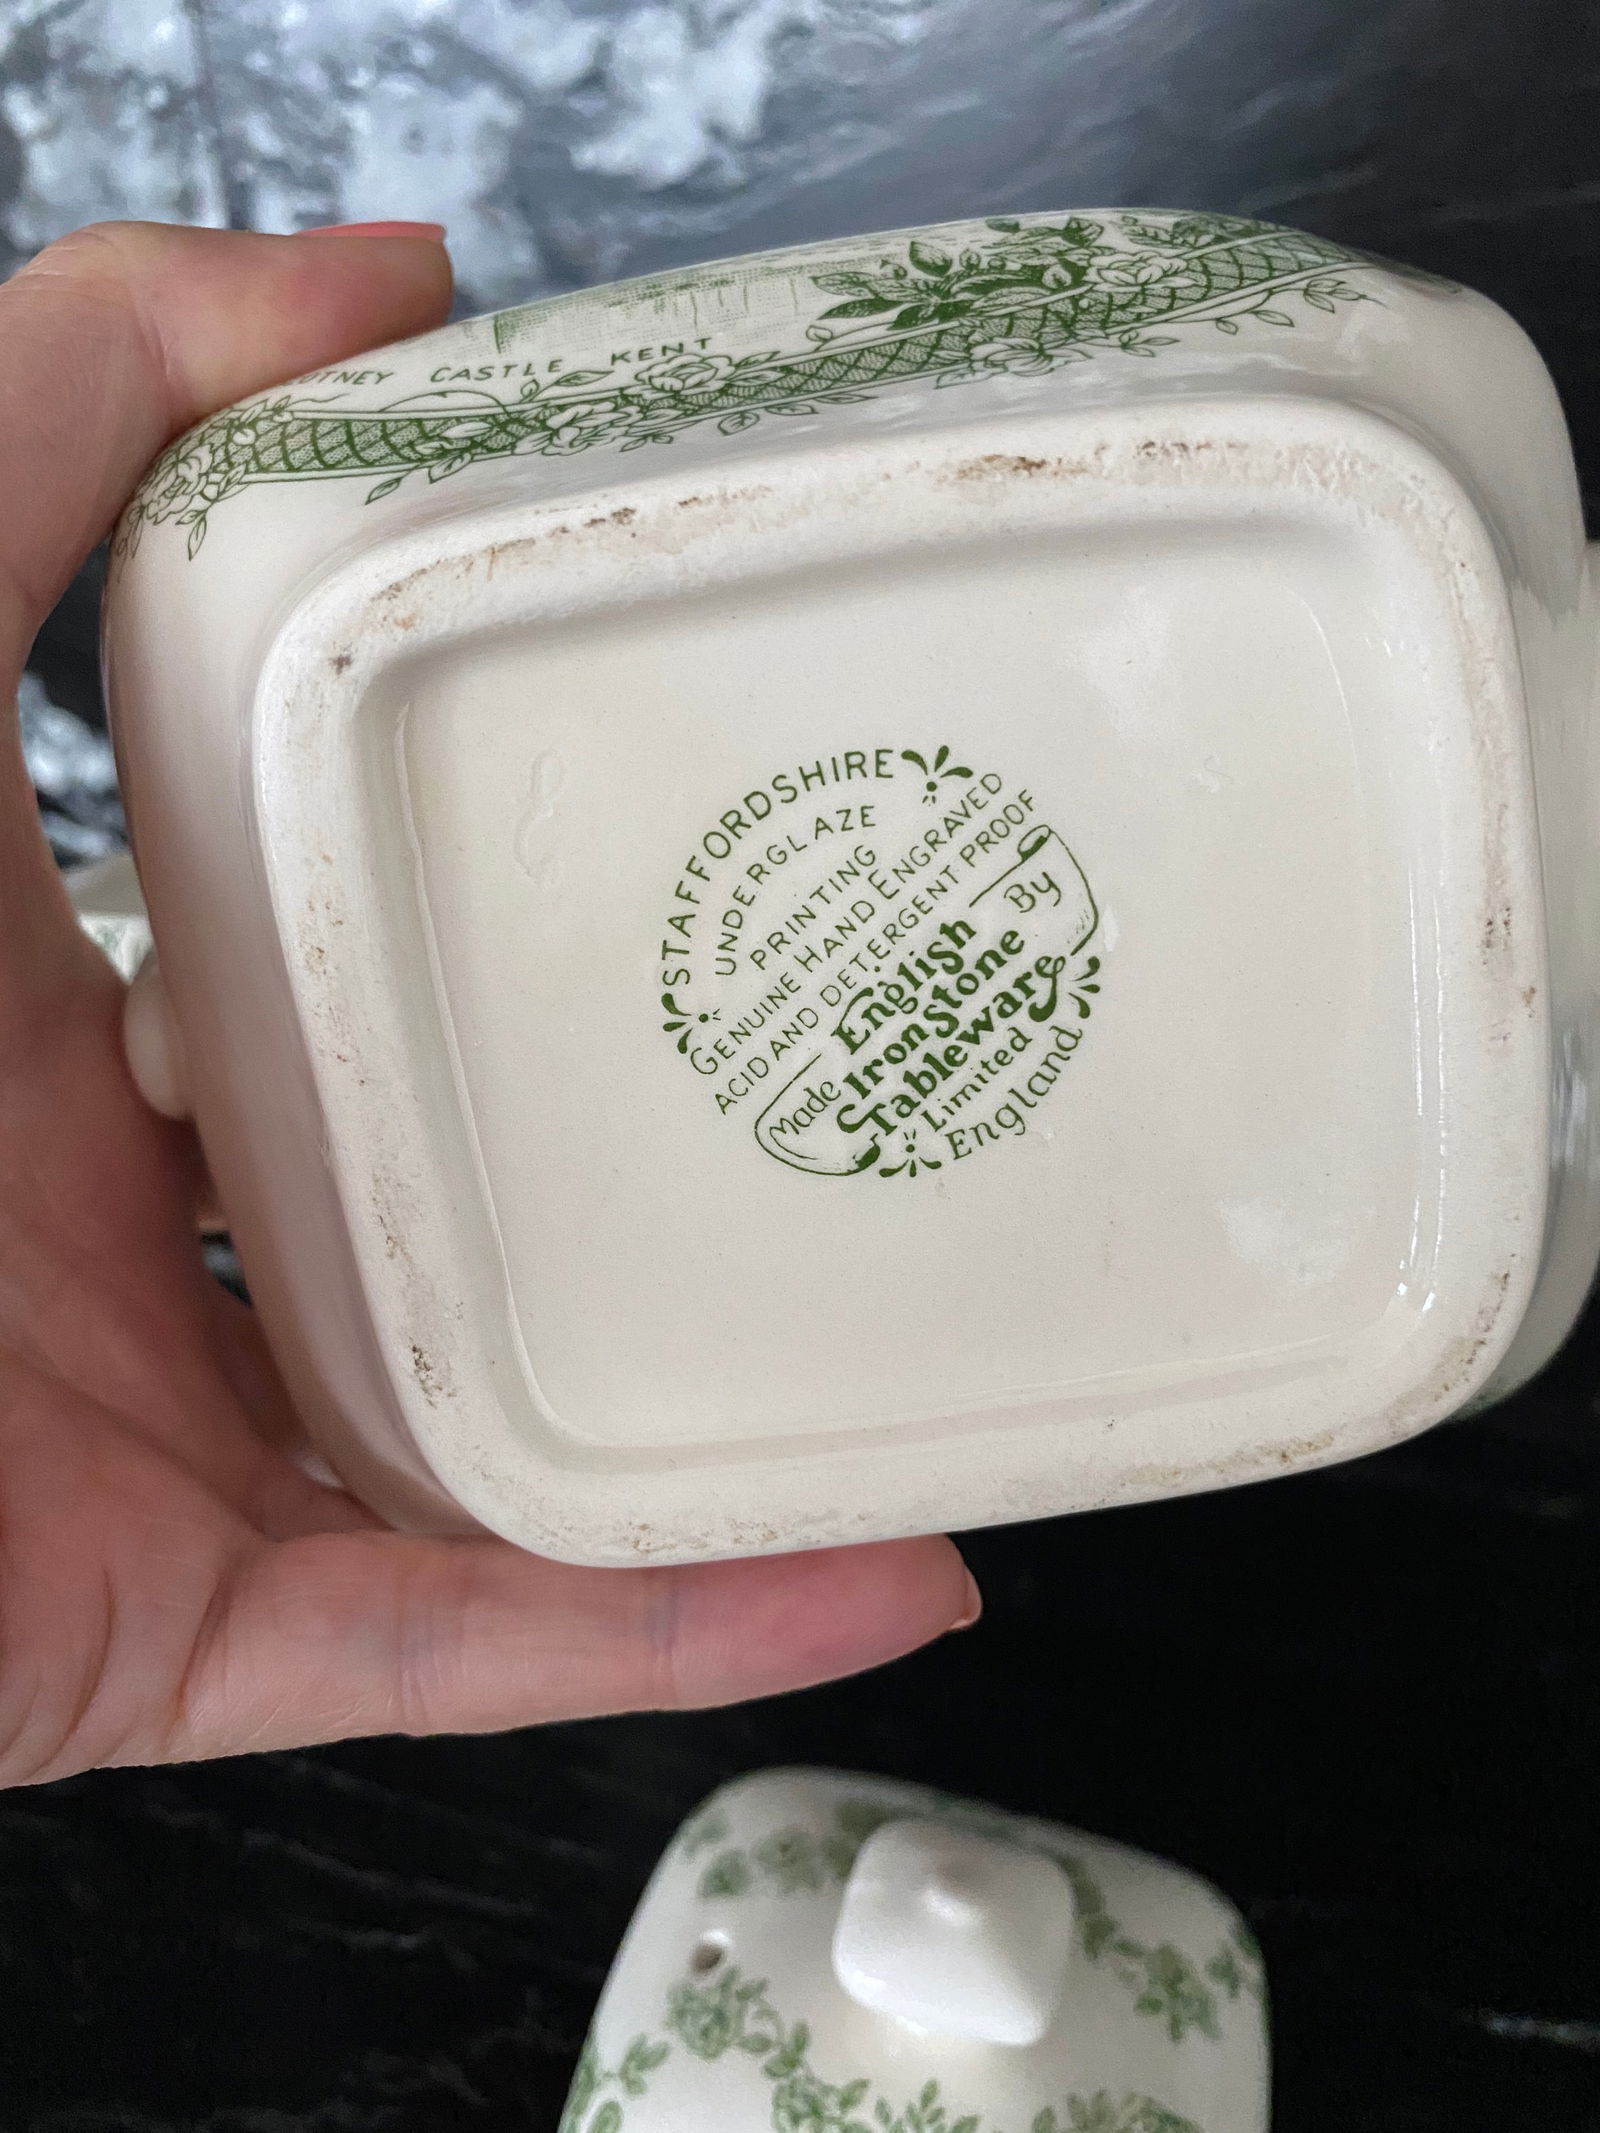 CASTLE KENT
STAFFORDSHIRE
UNDERGLAZE
PRINTING
GENUINE HAND ENGRAVED
ACID AND DETERGENT PROOF
Made English By
IronStone
Tableware
Limited
England